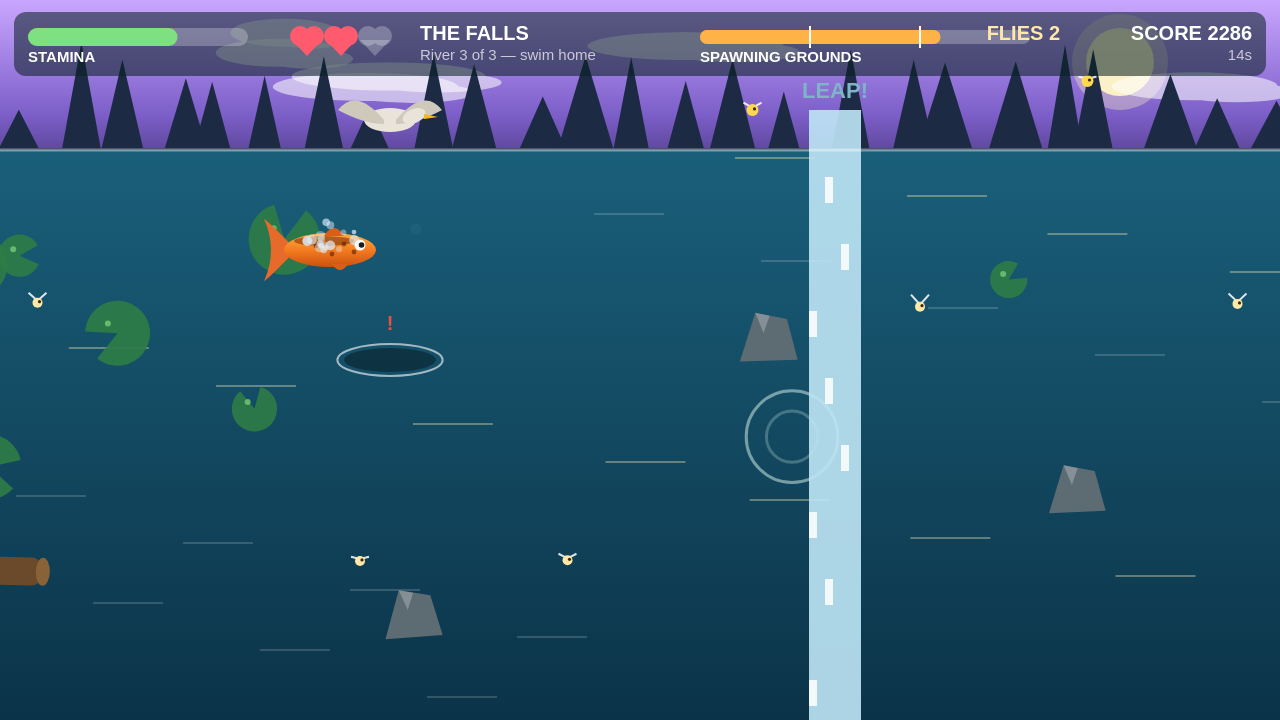 STAMINA
THE FALLS
River 3 of 3 — swim home
SPAWNING GROUNDS
FLIES 2
SCORE 2286
14s
LEAP!
!